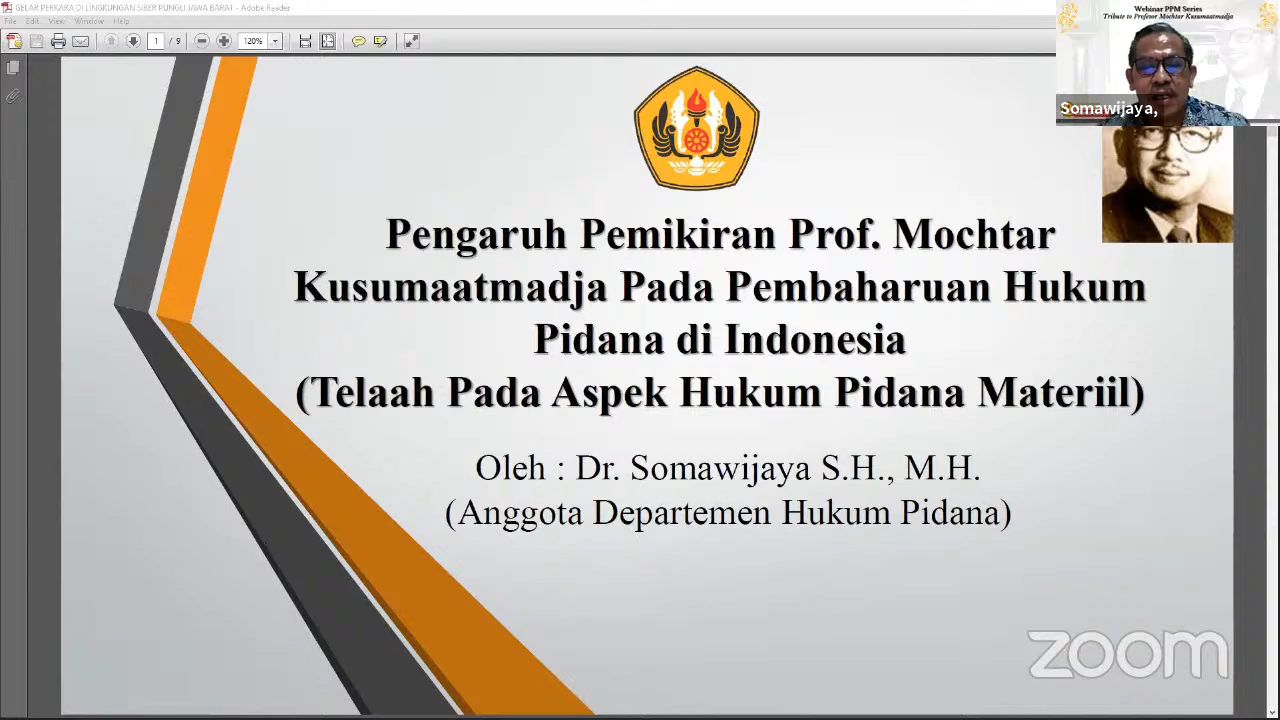 GELAR PERKARA DI LINGKUNGAN SIBER PUNGLI JAWA BARAT - Adobe Reader
File Edit View Window Help
1 / 9 120%
Webinar PPM Series
Tribute to Profesor Mochtar Kusumaatmadja
Somawijaya,
Pengaruh Pemikiran Prof. Mochtar
Kusumaatmadja Pada Pembaharuan Hukum
Pidana di Indonesia
(Telaah Pada Aspek Hukum Pidana Materiil)
Oleh : Dr. Somawijaya S.H., M.H.
(Anggota Departemen Hukum Pidana)
zoom